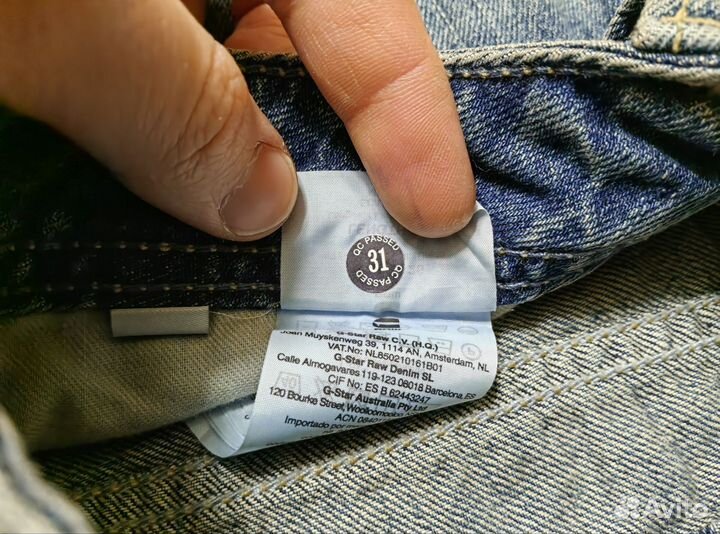 QC PASSED
31
QC PASSED
G-Star Raw C.V. (H.Q.)
Joan Muyskenweg 39, 1114 AN, Amsterdam, NL
VAT.No: NL850210161B01
G-Star Raw Denim SL
Calle Almogavares 119-123 08018 Barcelona, ES
CIF No: ES B 62443247
G-Star Australia Pty Ltd.
120 Bourke Street, Woolloomooloo
ACN
Importado por
Avito